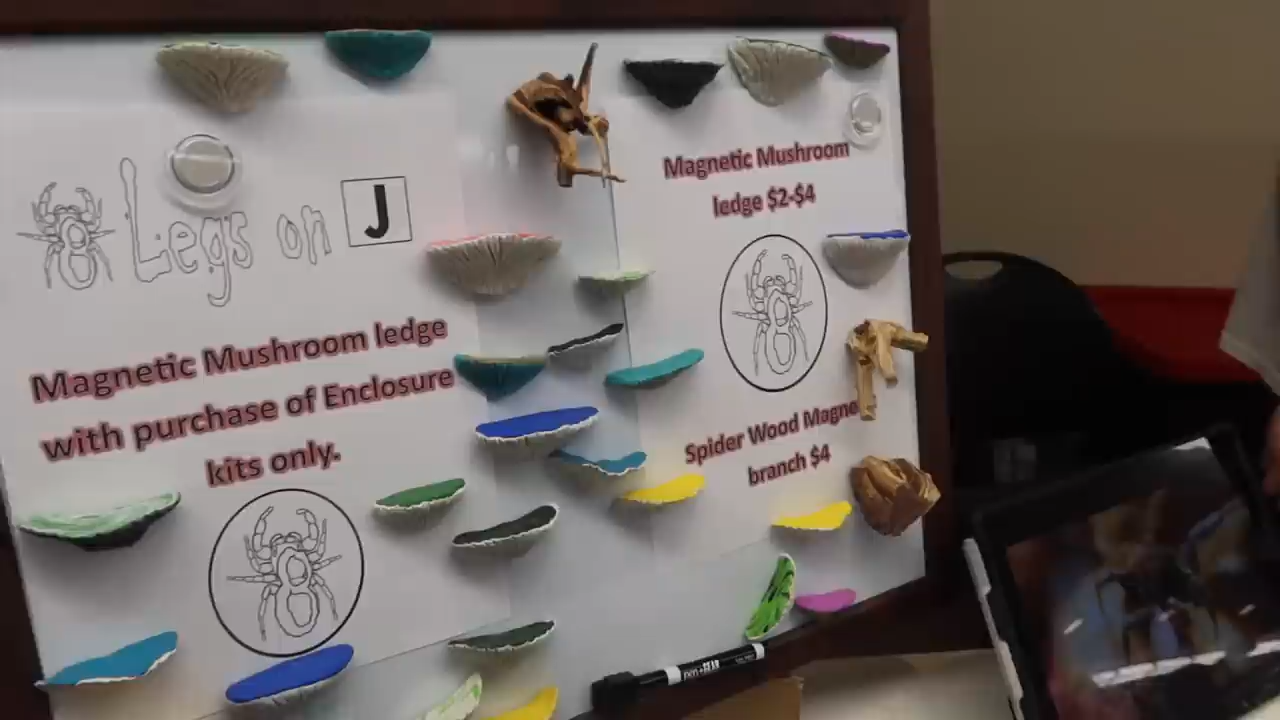 Legs on J
Magnetic Mushroom ledge
with purchase of Enclosure
kits only.
Magnetic Mushroom
ledge $2-$4
Spider Wood Magne
branch $4